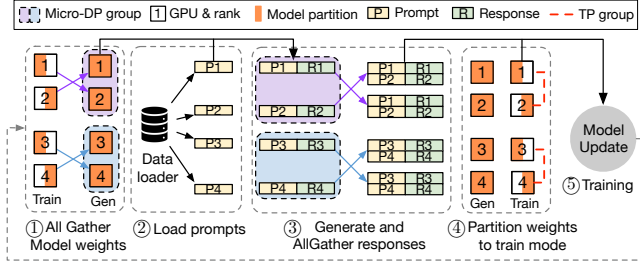 Micro-DP group 1 GPU & rank Model partition P Prompt R Response TP group
1 2 3 4 Train
1 2 3 4 Gen
① All Gather
Model weights
Data
loader
P1
P2
P3
P4
② Load prompts
P1 R1
P2 R2
P3 R3
P4 R4
P1 R1
P2 R2
P1 R1
P2 R2
P3 R3
P4 R4
P3 R3
P4 R4
③ Generate and
AllGather responses
1 2 3 4 Gen
1 2 3 4 Train
④ Partition weights
to train mode
Model
Update
⑤ Training